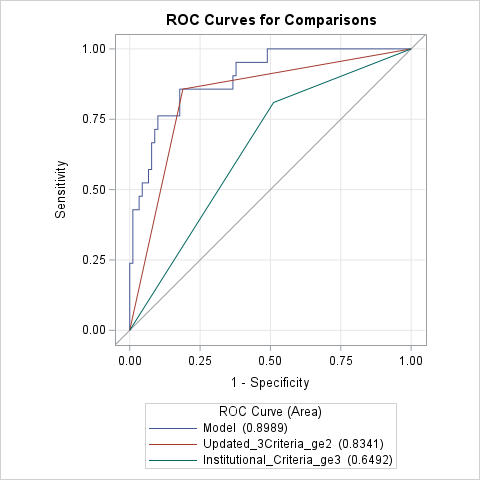 ROC Curves for Comparisons
1.00
0.75
0.50
0.25
0.00
Sensitivity
0.00 0.25 0.50 0.75 1.00
1 - Specificity
ROC Curve (Area)
Model (0.8989)
Updated_3Criteria_ge2 (0.8341)
Institutional_Criteria_ge3 (0.6492)